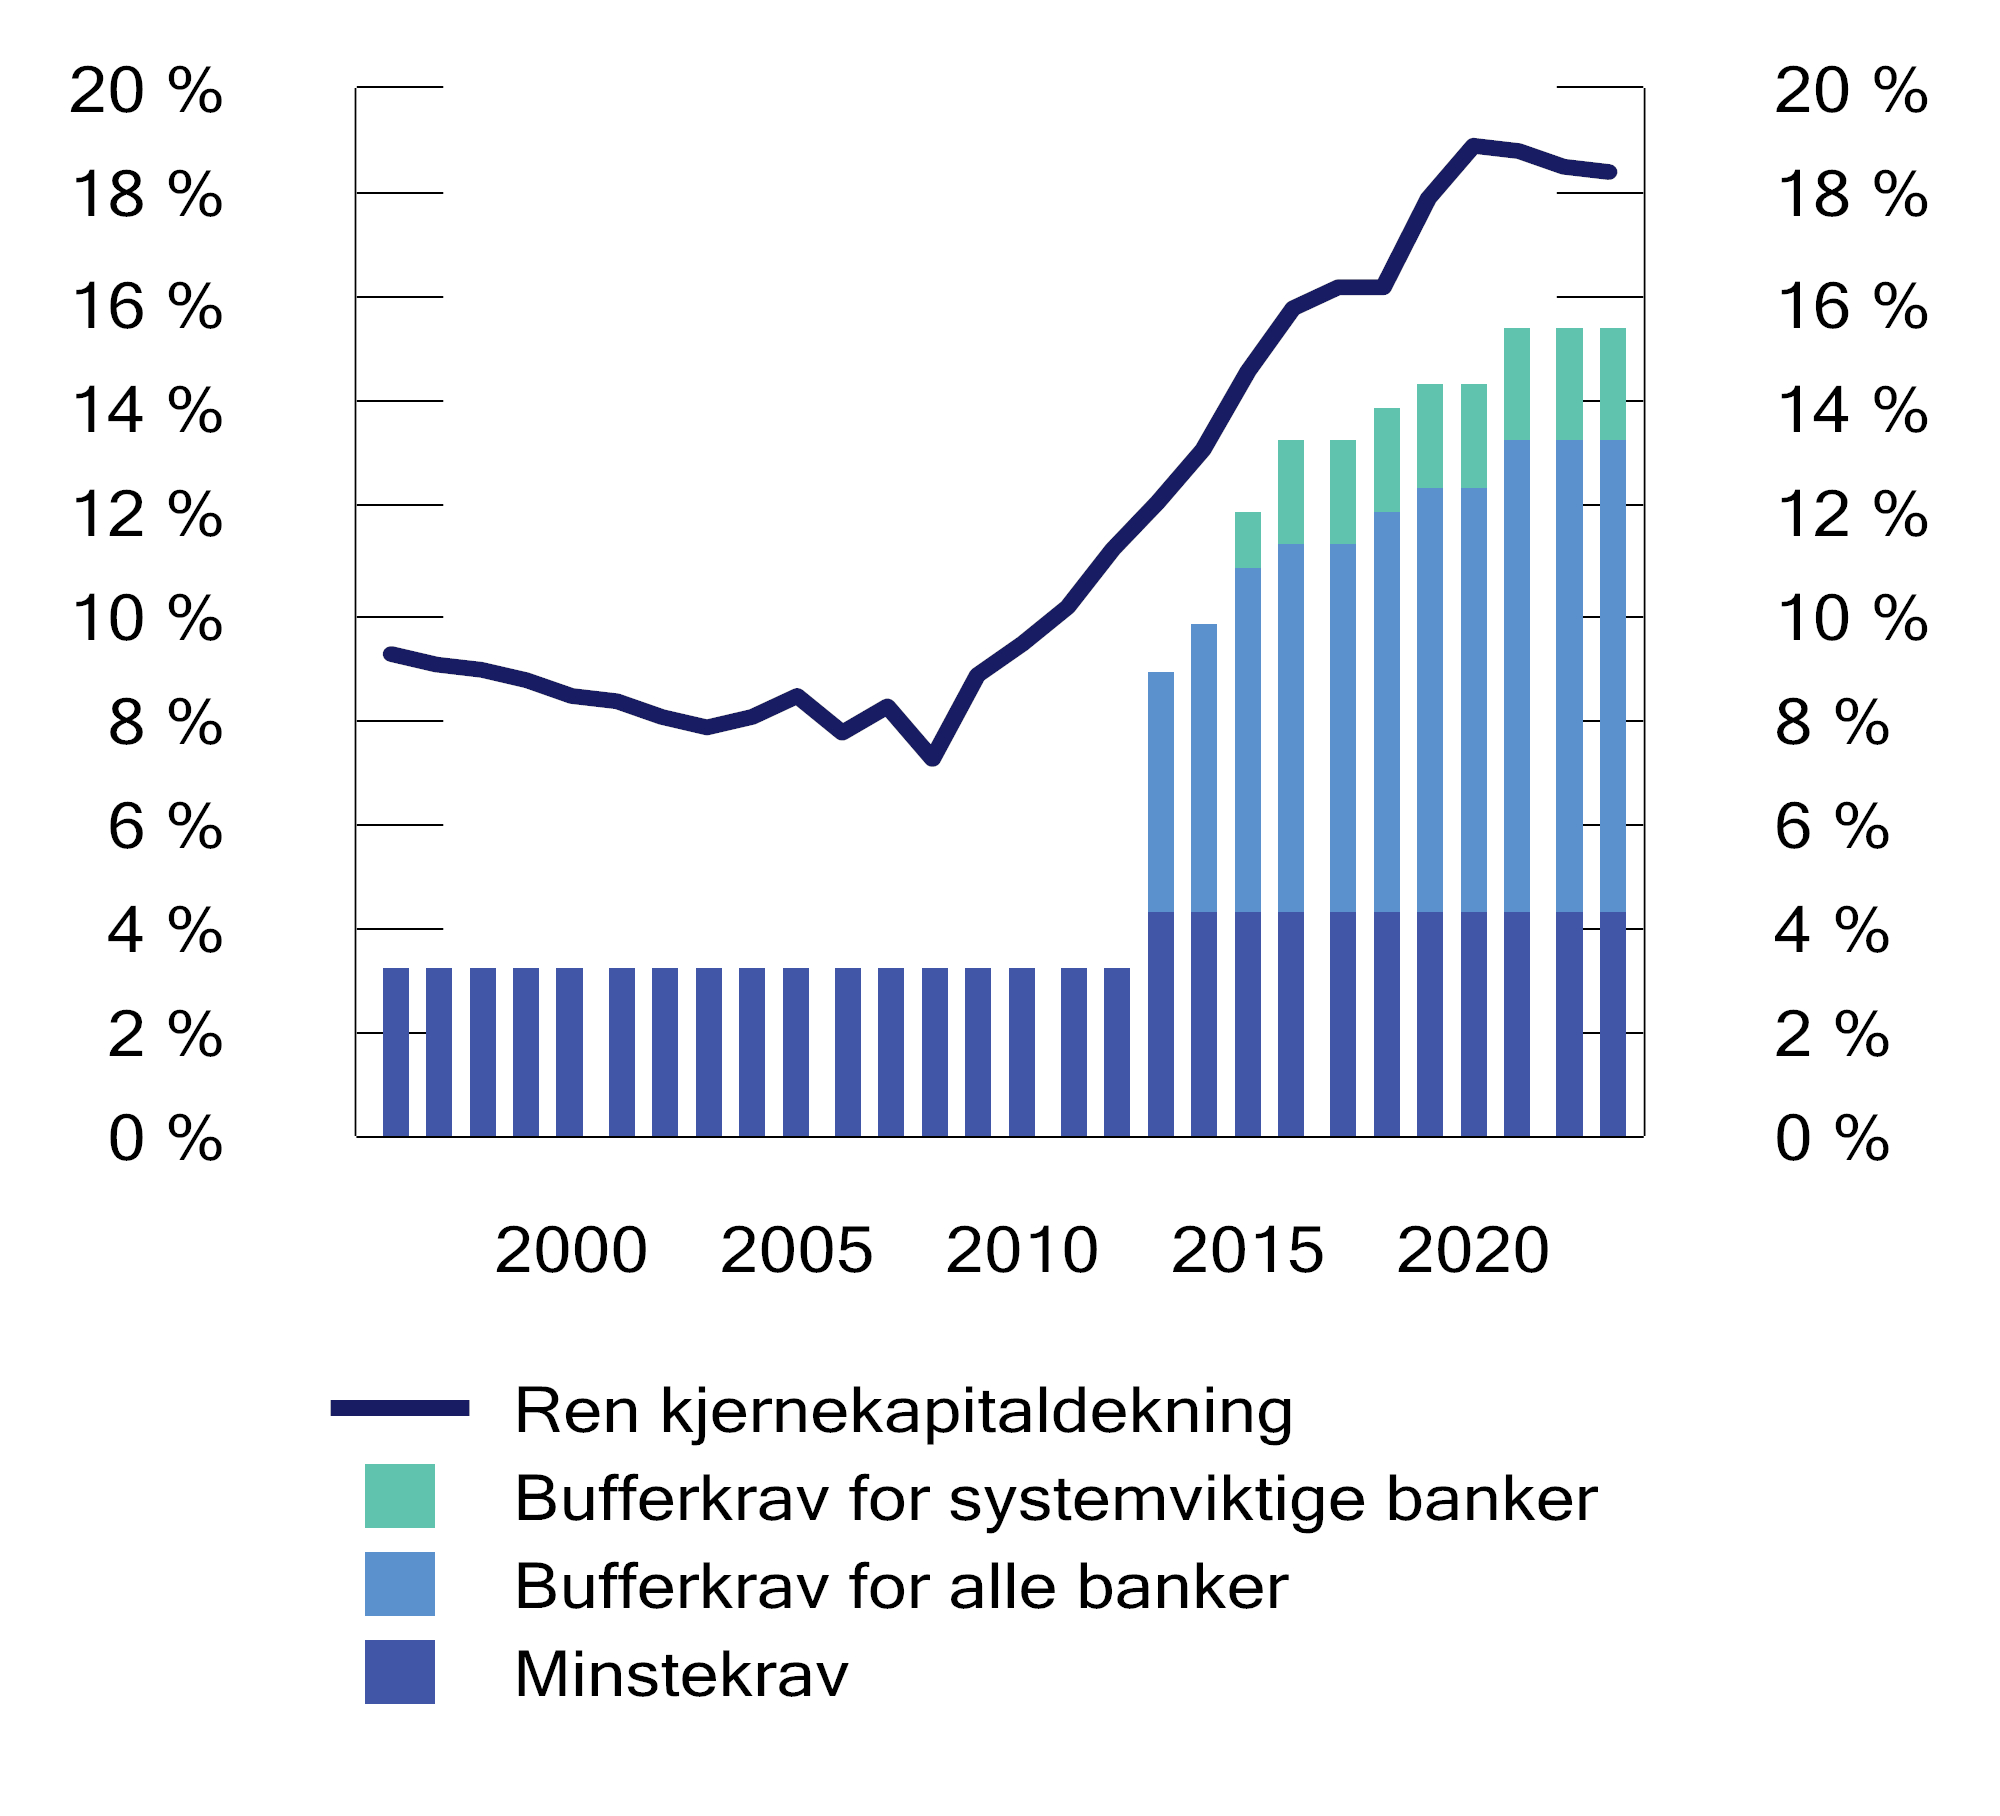 20 % 20 %
18 % 18 %
16 % 16 %
14 % 14 %
12 % 12 %
10 % 10 %
8 % 8 %
6 % 6 %
4 % 4 %
2 % 2 %
0 % 0 %
2000 2005 2010 2015 2020
Ren kjernekapitaldekning
Bufferkrav for systemviktige banker
Bufferkrav for alle banker
Minstekrav